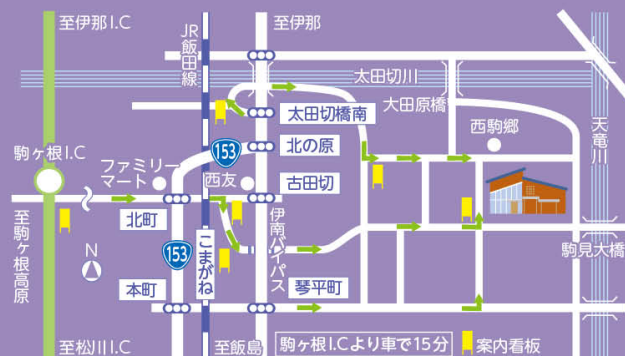 至伊那I.C
JR飯田線
至伊那
太田切川
大田原橋
太田切橋南
西駒郷
天竜川
北の原
153
駒ヶ根I.C
ファミリー
マート
西友
古田切
北町
伊南バイパス
至駒ヶ根高原
N
153
こまがね
駒見大橋
本町
琴平町
至松川I.C
至飯島
駒ヶ根I.Cより車で15分
案内看板